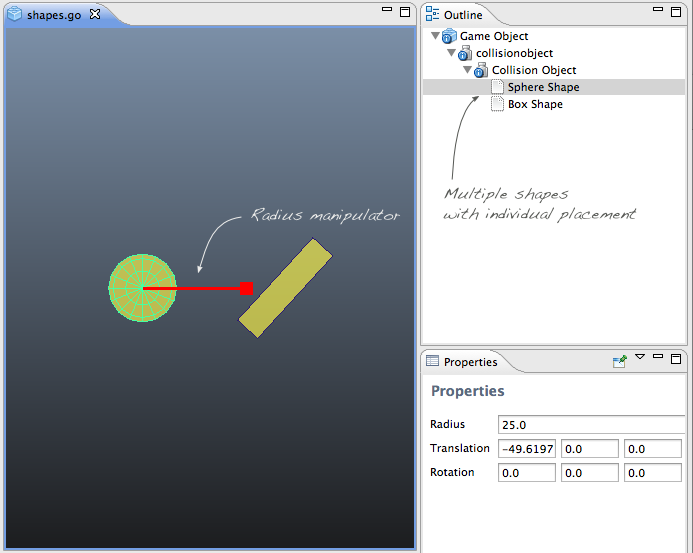 shapes.go
Radius manipulator
Outline
Game Object
collisionobject
Collision Object
Sphere Shape
Box Shape
Multiple shapes
with individual placement
Properties
Properties
Radius 25.0
Translation -49.6197 0.0 0.0
Rotation 0.0 0.0 0.0